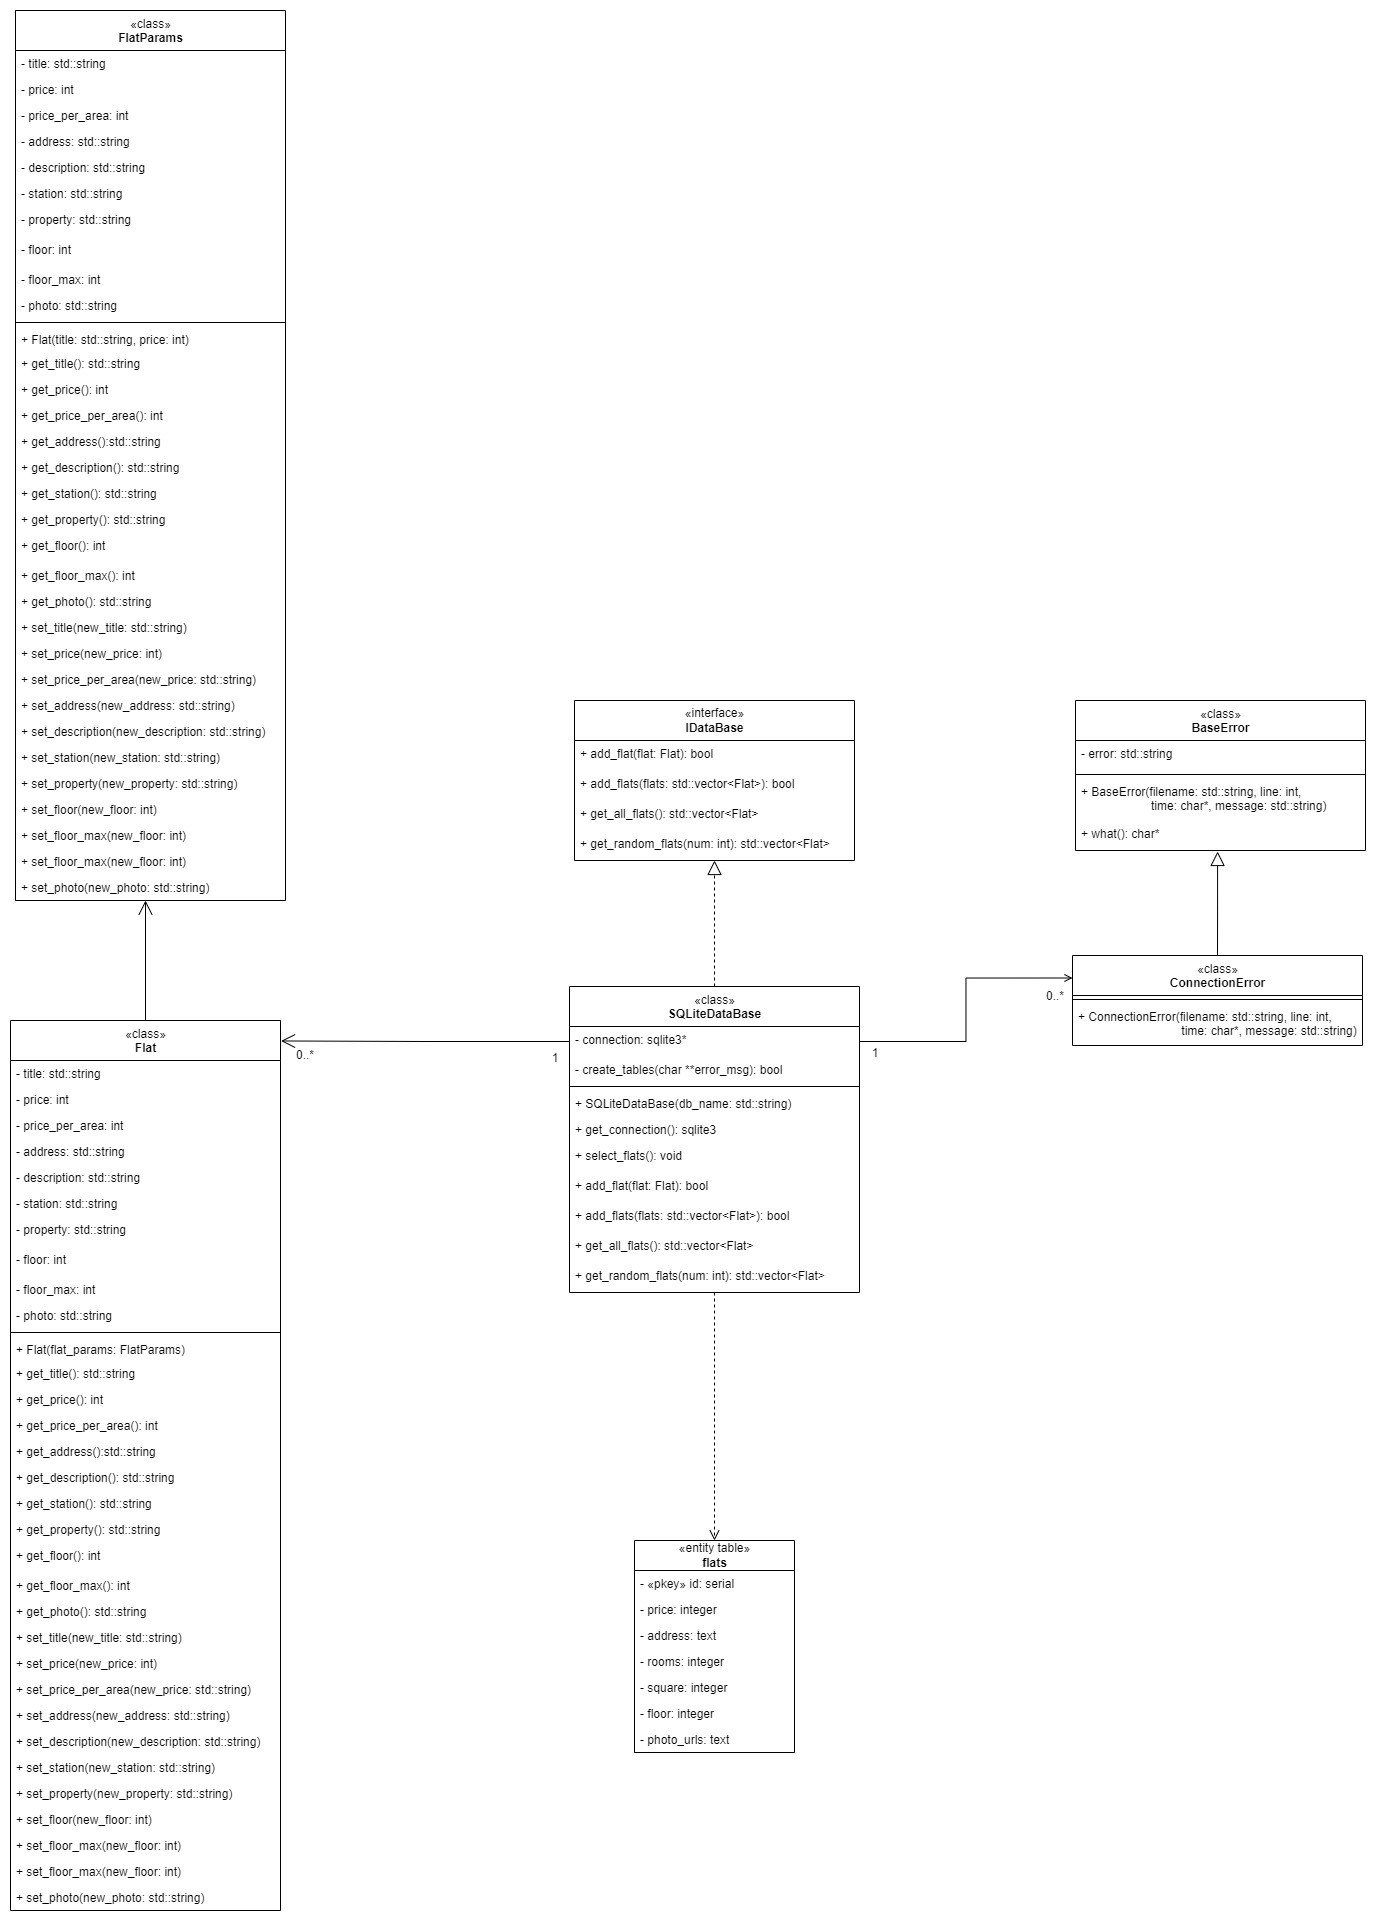 «class»
FlatParams
- title: std::string
- price: int
- price_per_area: int
- address: std::string
- description: std::string
- station: std::string
- property: std::string
- floor: int
- floor_max: int
- photo: std::string
+ Flat(title: std::string, price: int)
+ get_title(): std::string
+ get_price(): int
+ get_price_per_area(): int
+ get_address():std::string
+ get_description(): std::string
+ get_station(): std::string
+ get_property(): std::string
+ get_floor(): int
+ get_floor_max(): int
+ get_photo(): std::string
+ set_title(new_title: std::string)
+ set_price(new_price: int)
+ set_price_per_area(new_price: std::string)
+ set_address(new_address: std::string)
+ set_description(new_description: std::string)
+ set_station(new_station: std::string)
+ set_property(new_property: std::string)
+ set_floor(new_floor: int)
+ set_floor_max(new_floor: int)
+ set_floor_max(new_floor: int)
+ set_photo(new_photo: std::string)
«interface»
IDataBase
+ add_flat(flat: Flat): bool
+ add_flats(flats: std::vector<Flat>): bool
+ get_all_flats(): std::vector<Flat>
+ get_random_flats(num: int): std::vector<Flat>
«class»
BaseError
- error: std::string
+ BaseError(filename: std::string, line: int,
time: char*, message: std::string)
+ what(): char*
«class»
ConnectionError
+ ConnectionError(filename: std::string, line: int,
time: char*, message: std::string)
0..*
1
«class»
SQLiteDataBase
- connection: sqlite3*
- create_tables(char **error_msg): bool
+ SQLiteDataBase(db_name: std::string)
+ get_connection(): sqlite3
+ select_flats(): void
+ add_flat(flat: Flat): bool
+ add_flats(flats: std::vector<Flat>): bool
+ get_all_flats(): std::vector<Flat>
+ get_random_flats(num: int): std::vector<Flat>
0..*
1
«class»
Flat
- title: std::string
- price: int
- price_per_area: int
- address: std::string
- description: std::string
- station: std::string
- property: std::string
- floor: int
- floor_max: int
- photo: std::string
+ Flat(flat_params: FlatParams)
+ get_title(): std::string
+ get_price(): int
+ get_price_per_area(): int
+ get_address():std::string
+ get_description(): std::string
+ get_station(): std::string
+ get_property(): std::string
+ get_floor(): int
+ get_floor_max(): int
+ get_photo(): std::string
+ set_title(new_title: std::string)
+ set_price(new_price: int)
+ set_price_per_area(new_price: std::string)
+ set_address(new_address: std::string)
+ set_description(new_description: std::string)
+ set_station(new_station: std::string)
+ set_property(new_property: std::string)
+ set_floor(new_floor: int)
+ set_floor_max(new_floor: int)
+ set_floor_max(new_floor: int)
+ set_photo(new_photo: std::string)
«entity table»
flats
- «pkey» id: serial
- price: integer
- address: text
- rooms: integer
- square: integer
- floor: integer
- photo_urls: text